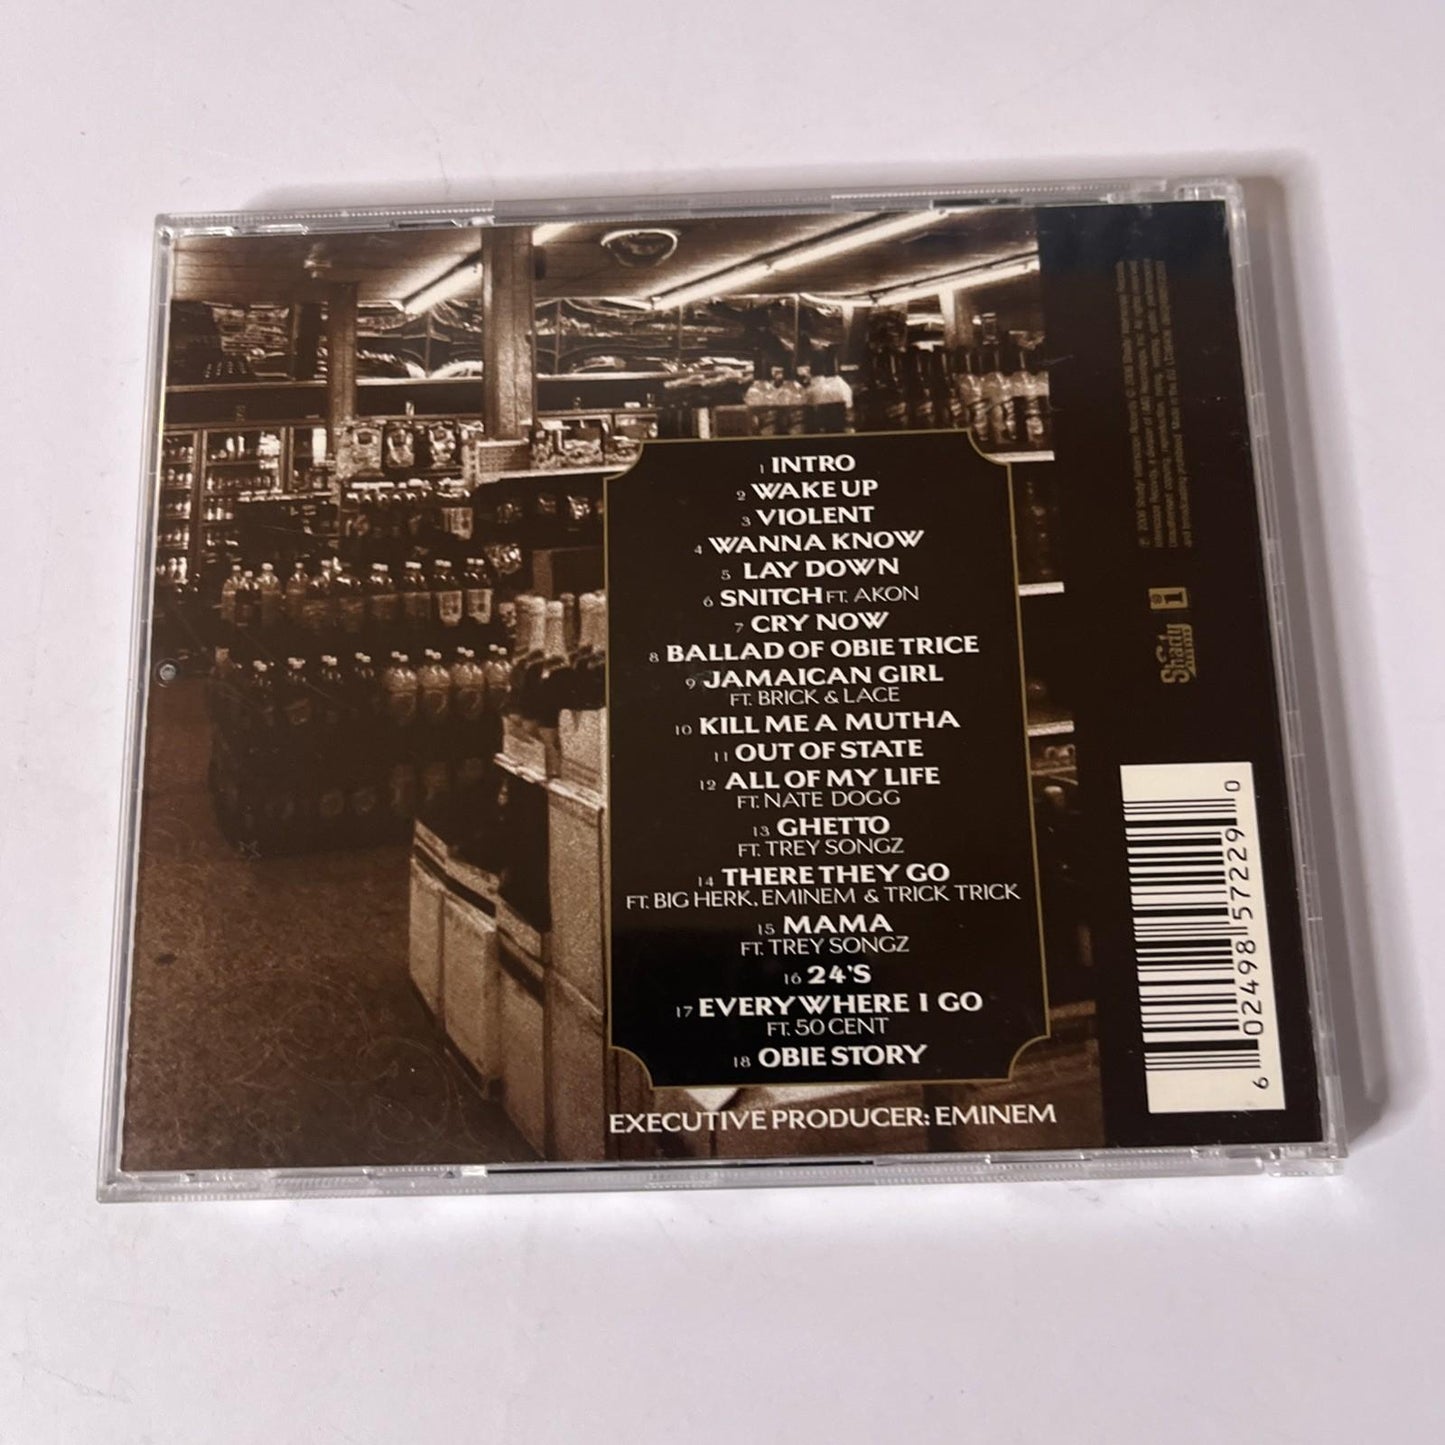 1 INTRO
2 WAKE UP
3 VIOLENT
4 WANNA KNOW
5 LAY DOWN
6 SNITCH FT. AKON
7 CRY NOW
8 BALLAD OF OBIE TRICE
9 JAMAICAN GIRL
FT. BRICK & LACE
10 KILL ME A MUTHA
11 OUT OF STATE
12 ALL OF MY LIFE
FT. NATE DOGG
13 GHETTO
FT. TREY SONGZ
14 THERE THEY GO
FT. BIG HERK, EMINEM & TRICK TRICK
15 MAMA
FT. TREY SONGZ
16 24'S
17 EVERYWHERE I GO
FT. 50 CENT
18 OBIE STORY
EXECUTIVE PRODUCER: EMINEM
Shady
6 02498 57229 0